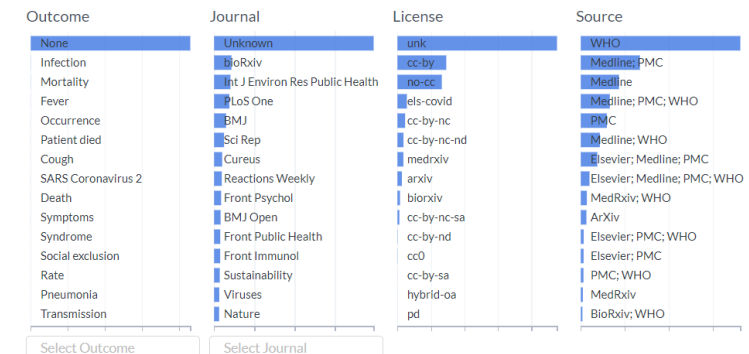 Outcome
None
Infection
Mortality
Fever
Occurrence
Patient died
Cough
SARS Coronavirus 2
Death
Symptoms
Syndrome
Social exclusion
Rate
Pneumonia
Transmission
Select Outcome
Journal
Unknown
bioRxiv
Int J Environ Res Public Health
PLoS One
BMJ
Sci Rep
Cureus
Reactions Weekly
Front Psychol
BMJ Open
Front Public Health
Front Immunol
Sustainability
Viruses
Nature
Select Journal
License
unk
cc-by
no-cc
els-covid
cc-by-nc
cc-by-nc-nd
medrxiv
arxiv
biorxiv
cc-by-nc-sa
cc-by-nd
cc0
cc-by-sa
hybrid-oa
pd
Source
WHO
Medline; PMC
Medline
Medline; PMC; WHO
PMC
Medline; WHO
Elsevier; Medline; PMC
Elsevier; Medline; PMC; WHO
MedRxiv; WHO
ArXiv
Elsevier; PMC; WHO
Elsevier; PMC
PMC; WHO
MedRxiv
BioRxiv; WHO